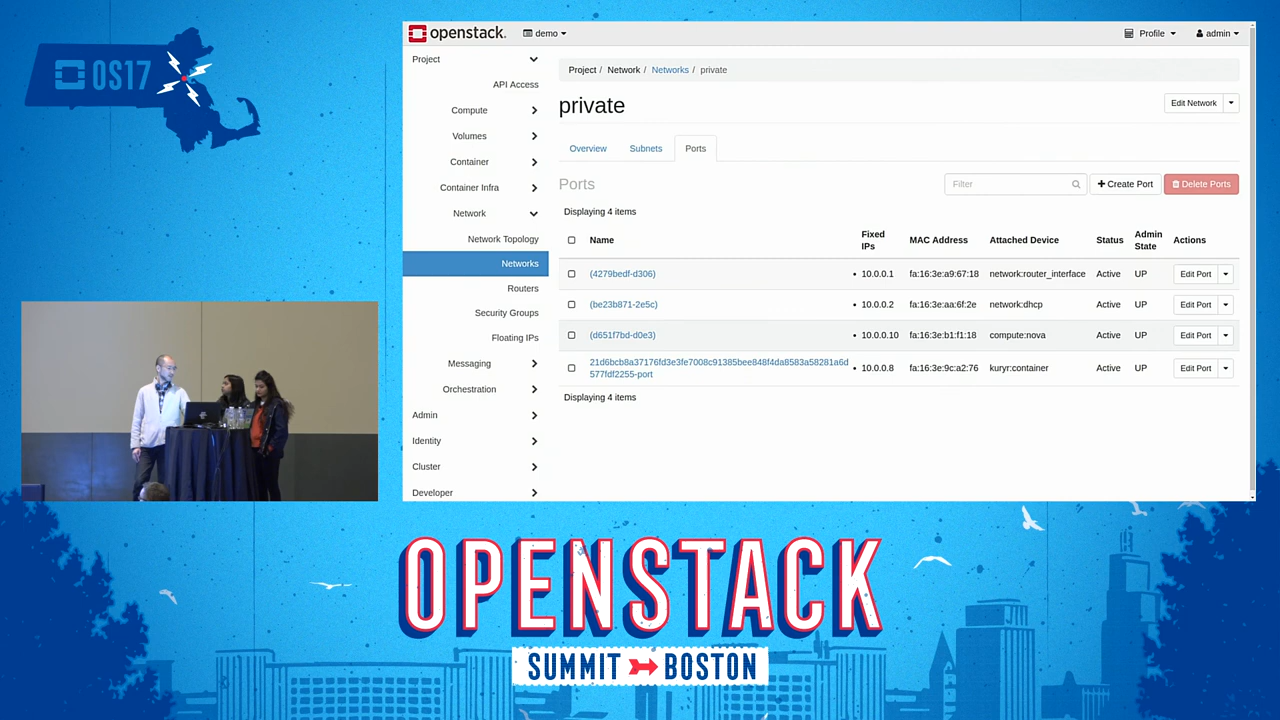 OS17
openstack.
demo
Profile
admin
Project
API Access
Compute
Volumes
Container
Container Infra
Network
Network Topology
Networks
Routers
Security Groups
Floating IPs
Messaging
Orchestration
Admin
Identity
Cluster
Developer
Project / Network / Networks / private
private
Edit Network
Overview Subnets Ports
Ports
Filter
Create Port
Delete Ports
Displaying 4 items
Name Fixed IPs MAC Address Attached Device Status Admin State Actions
(4279bedf-d306) • 10.0.0.1 fa:16:3e:a9:67:18 network:router_interface Active UP Edit Port
(be23b871-2e5c) • 10.0.0.2 fa:16:3e:aa:6f:2e network:dhcp Active UP Edit Port
(d651f7bd-d0e3) • 10.0.0.10 fa:16:3e:b1:f1:18 compute:nova Active UP Edit Port
21d6bcb8a37176fd3e3fe7008c91385bee848f4da8583a58281a6d
577fdf2255-port • 10.0.0.8 fa:16:3e:9c:a2:76 kuryr:container Active UP Edit Port
Displaying 4 items
OPENSTACK
SUMMIT BOSTON